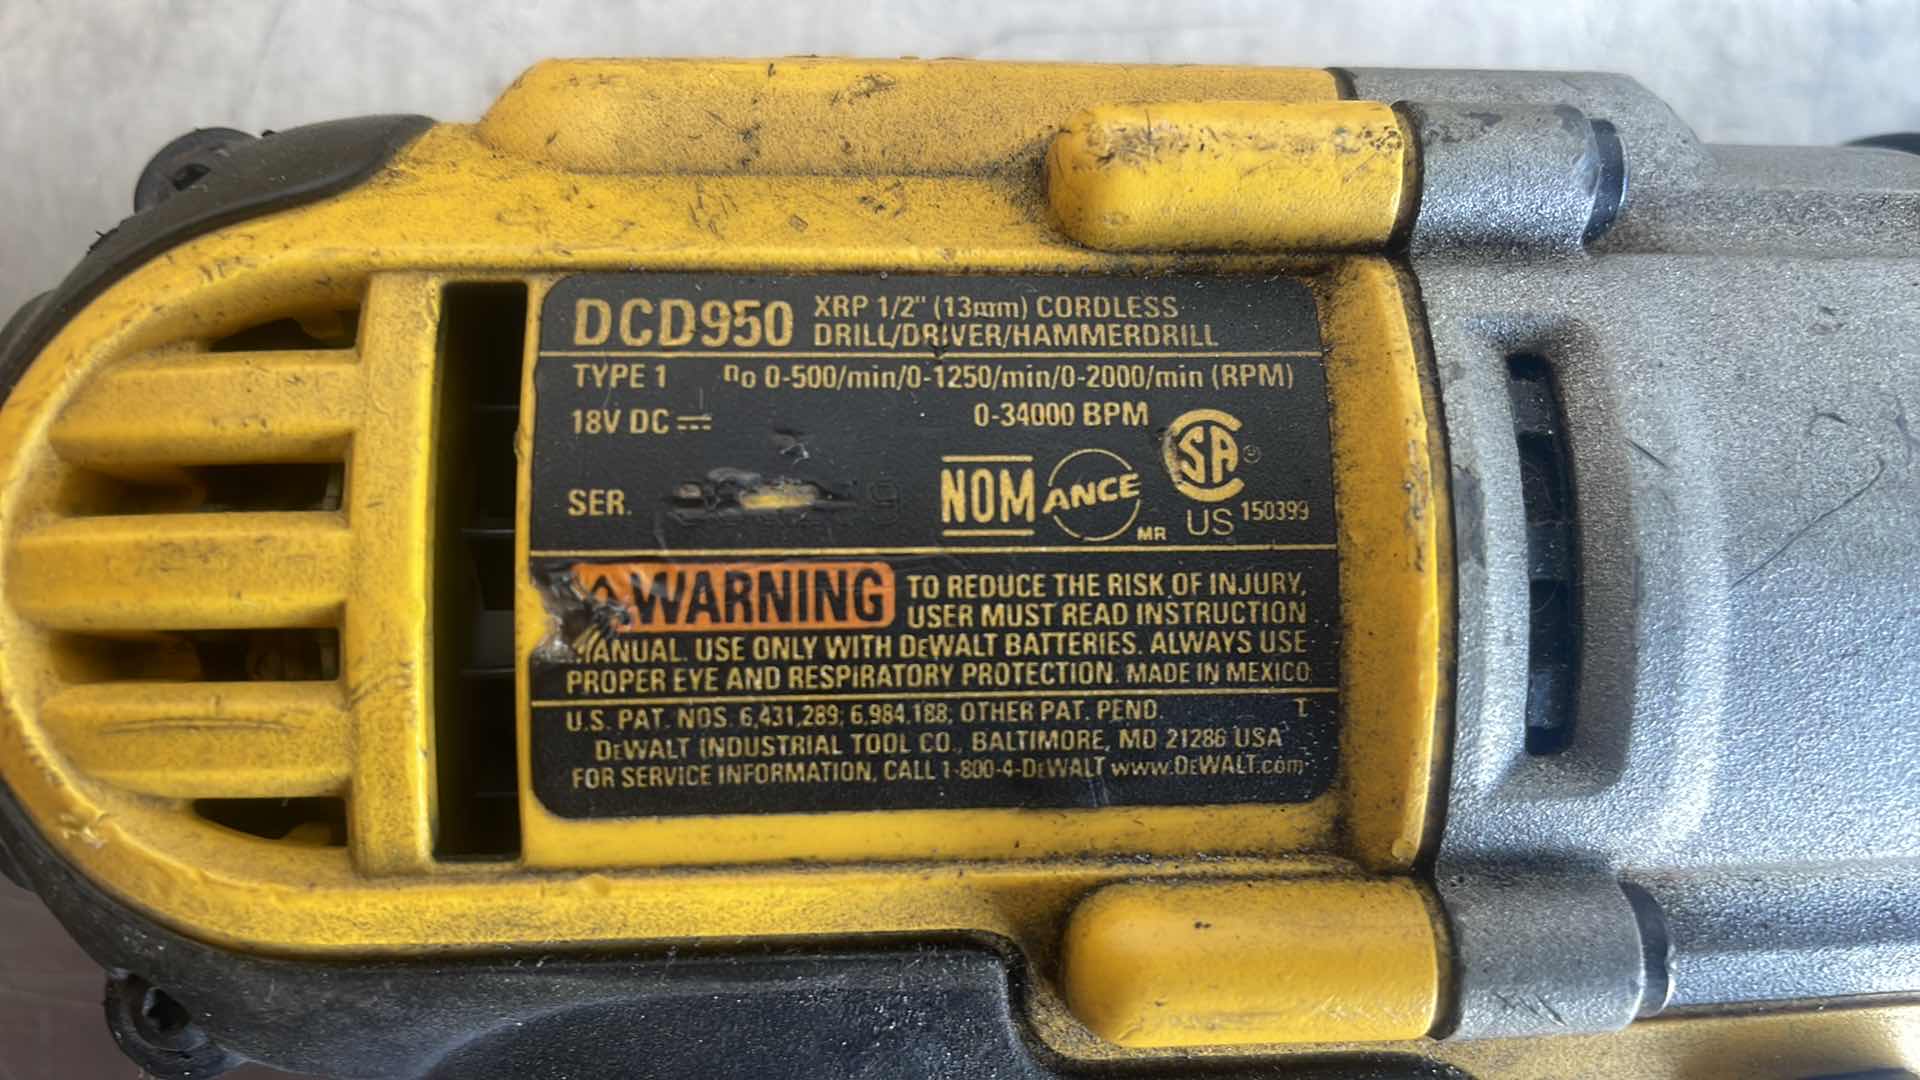 DCD950 XRP 1/2" (13mm) CORDLESS
DRILL/DRIVER/HAMMERDRILL
TYPE 1 no 0-500/min/0-1250/min/0-2000/min (RPM)
18V DC 0-34000 BPM
SER.
NOM ANCE MR SA ® US 150399
WARNING TO REDUCE THE RISK OF INJURY,
USER MUST READ INSTRUCTION
MANUAL. USE ONLY WITH DEWALT BATTERIES. ALWAYS USE
PROPER EYE AND RESPIRATORY PROTECTION. MADE IN MEXICO
U.S. PAT. NOS. 6,431,289; 6,984,188; OTHER PAT. PEND. T
DEWALT INDUSTRIAL TOOL CO., BALTIMORE, MD 21286 USA
FOR SERVICE INFORMATION, CALL 1-800-4-DEWALT www.DEWALT.com